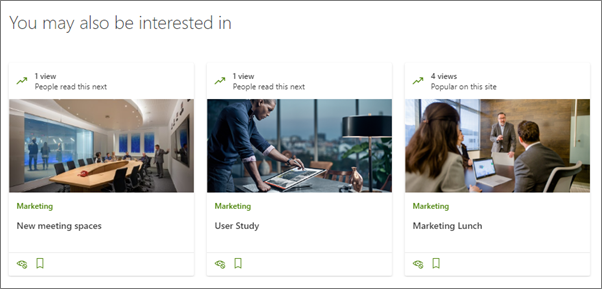 You may also be interested in
1 view
People read this next
Marketing
New meeting spaces
1 view
People read this next
Marketing
User Study
4 views
Popular on this site
Marketing
Marketing Lunch